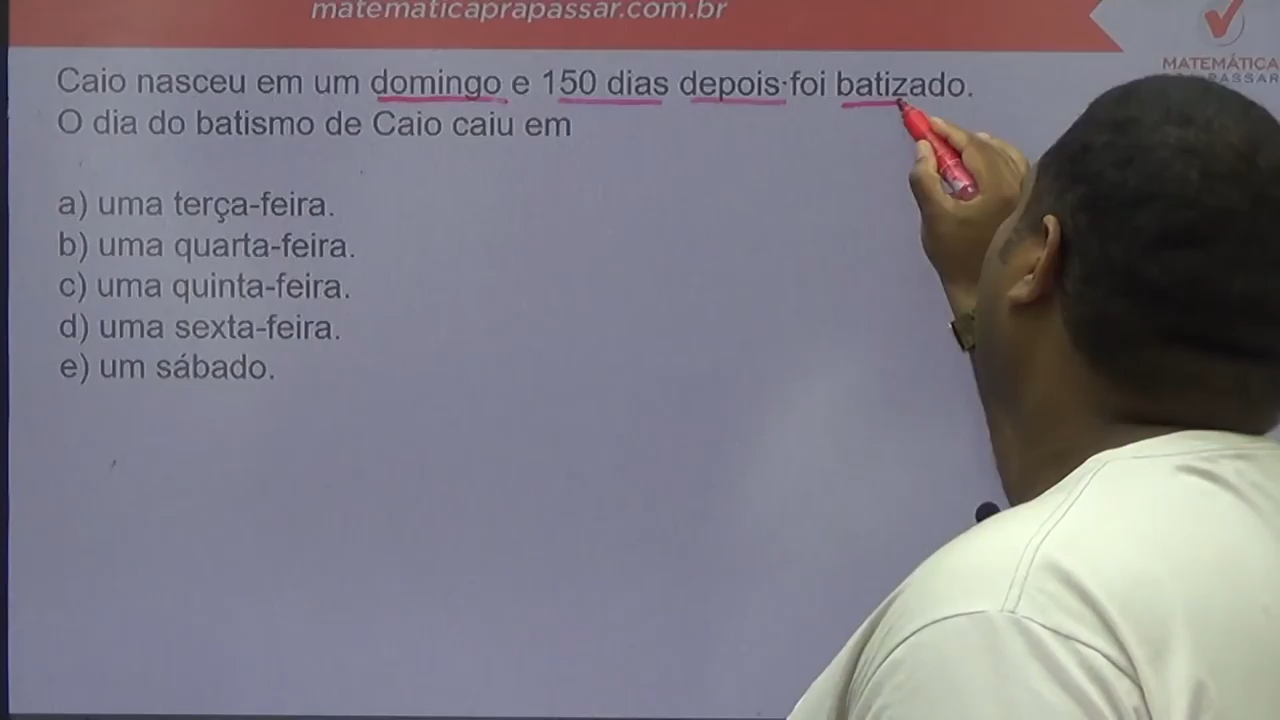 matematicaprapassar.com.br
MATEMÁTICA
Caio nasceu em um domingo e 150 dias depois foi batizado.
O dia do batismo de Caio caiu em
a) uma terça-feira.
b) uma quarta-feira.
c) uma quinta-feira.
d) uma sexta-feira.
e) um sábado.